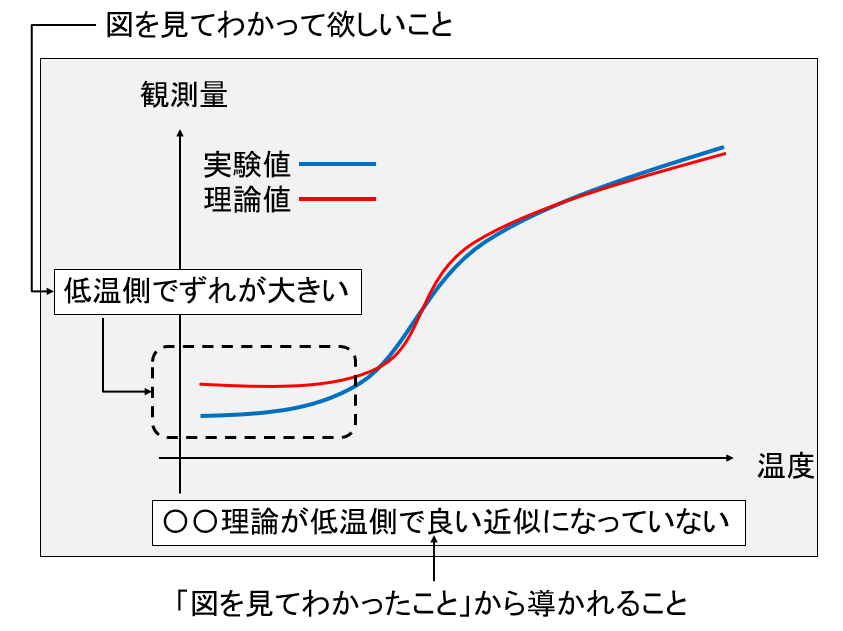 図を見てわかって欲しいこと
観測量
実験値
理論値
低温側でずれが大きい
温度
〇〇理論が低温側で良い近似になっていない
「図を見てわかったこと」から導かれること